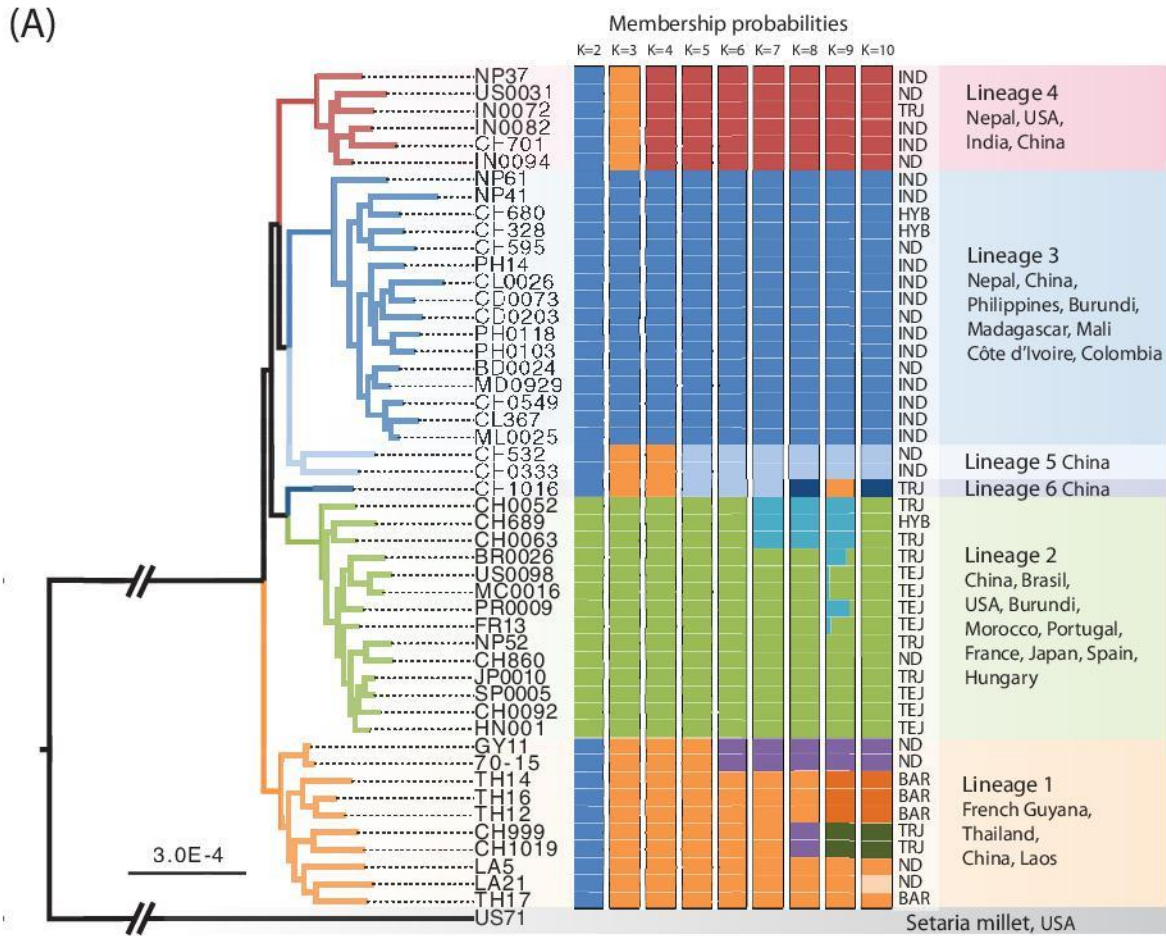 (A)
Membership probabilities
K=2 K=3 K=4 K=5 K=6 K=7 K=8 K=9 K=10
NP37 IND
US0031 ND
IN0072 TRJ
IN0082 IND
CH701 IND
IN0094 ND
Lineage 4
Nepal, USA,
India, China
NP61 IND
NP41 IND
CH680 HYB
CH328 HYB
CH595 ND
PH14 IND
CL0026 IND
CD0073 IND
CD0203 ND
PH0118 IND
PH0103 IND
BD0024 ND
MD0929 IND
CH0549 IND
CL367 IND
ML0025 IND
Lineage 3
Nepal, China,
Philippines, Burundi,
Madagascar, Mali
Côte d'Ivoire, Colombia
CH532 ND
CH0333 IND
Lineage 5 China
CH1016 TRJ
Lineage 6 China
CH0052 TRJ
CH689 HYB
CH0063 TRJ
BR0026 TRJ
US0098 TEJ
MC0016 TEJ
PR0009 TEJ
FR13 TEJ
NP52 TRJ
CH860 ND
JP0010 TRJ
SP0005 TEJ
CH0092 TEJ
HN001 TEJ
Lineage 2
China, Brasil,
USA, Burundi,
Morocco, Portugal,
France, Japan, Spain,
Hungary
GY11 ND
70-15 ND
TH14 BAR
TH16 BAR
TH12 BAR
CH999 TRJ
CH1019 TRJ
LA5 ND
LA21 ND
TH17 BAR
Lineage 1
French Guyana,
Thailand,
China, Laos
3.0E-4
US71
Setaria millet, USA